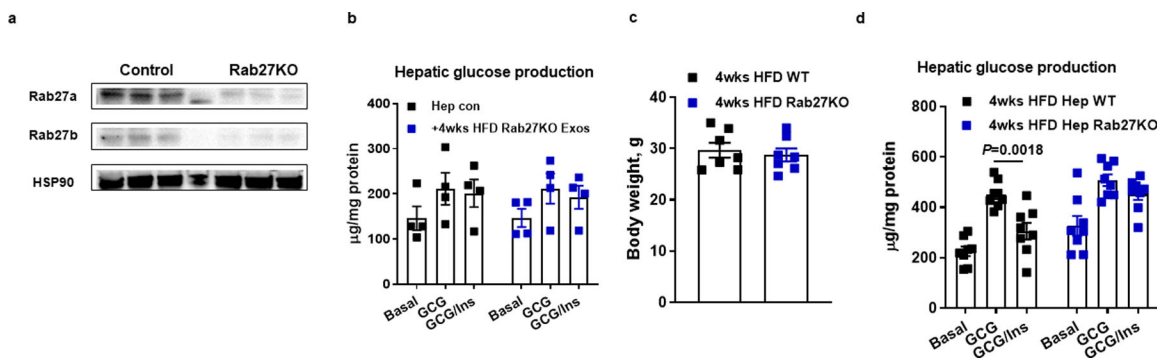 a
Control Rab27KO
Rab27a
Rab27b
HSP90
b
Hepatic glucose production
Hep con
+4wks HFD Rab27KO Exos
μg/mg protein
300
200
100
0
Basal GCG GCG/Ins Basal GCG GCG/Ins
c
4wks HFD WT
4wks HFD Rab27KO
Body weight, g
40
30
20
10
0
d
Hepatic glucose production
4wks HFD Hep WT
4wks HFD Hep Rab27KO
P=0.0018
μg/mg protein
800
600
400
200
0
Basal GCG GCG/Ins Basal GCG GCG/Ins